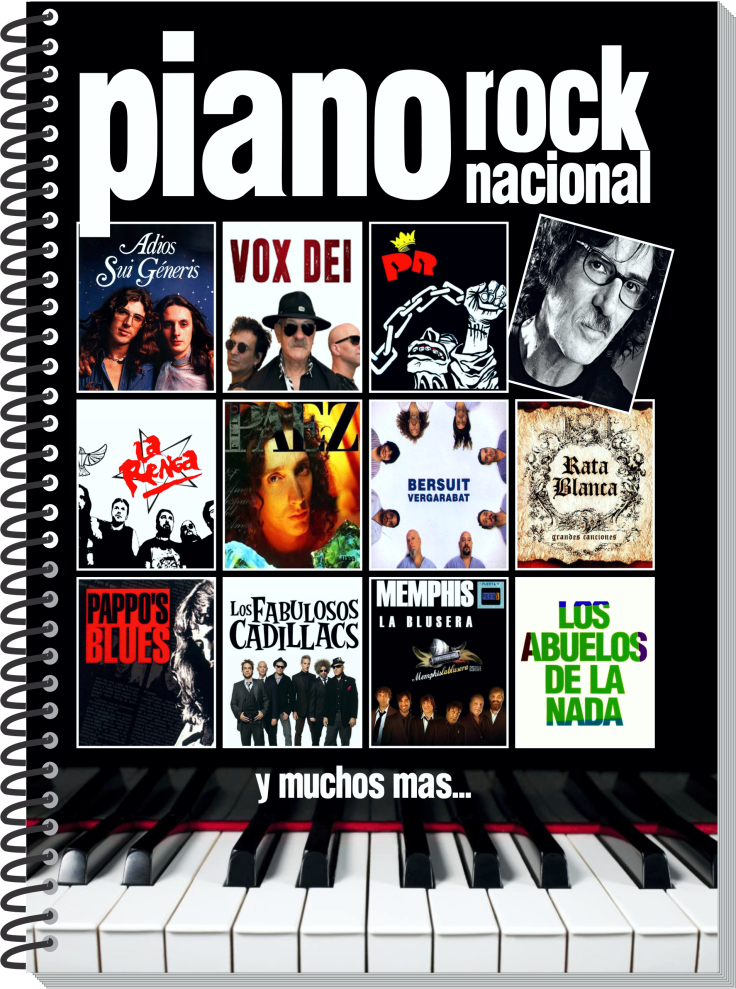 piano rock
nacional
Adios
Sui Géneris
VOX DEI
PR
La
Renga
PAEZ
BERSUIT
VERGARABAT
Rata
Blanca
grandes canciones
PAPPO'S
BLUES
LOS FABULOSOS
CADILLACS
MEMPHIS
LA BLUSERA
Memphislablusera
LOS
ABUELOS
DE LA
NADA
y muchos mas...